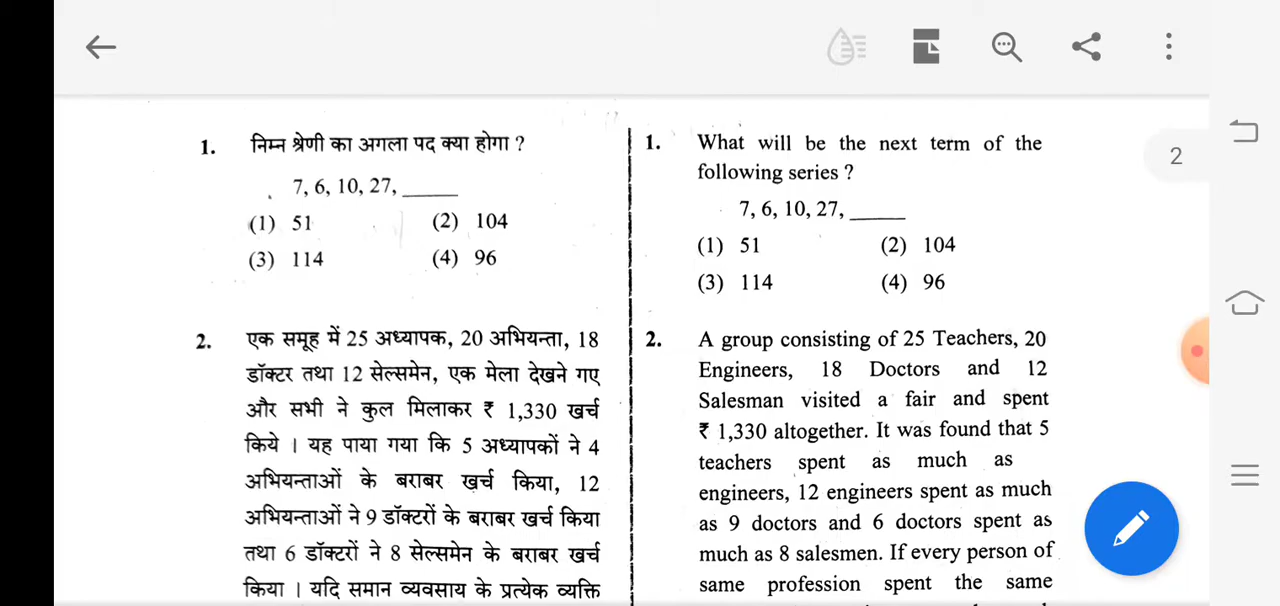 2
1. निम्न श्रेणी का अगला पद क्या होगा ?
7, 6, 10, 27, _____
(1) 51 (2) 104
(3) 114 (4) 96
2. एक समूह में 25 अध्यापक, 20 अभियन्ता, 18
डॉक्टर तथा 12 सेल्समेन, एक मेला देखने गए
और सभी ने कुल मिलाकर ₹ 1,330 खर्च
किये । यह पाया गया कि 5 अध्यापकों ने 4
अभियन्ताओं के बराबर खर्च किया, 12
अभियन्ताओं ने 9 डॉक्टरों के बराबर खर्च किया
तथा 6 डॉक्टरों ने 8 सेल्समेन के बराबर खर्च
किया । यदि समान व्यवसाय के प्रत्येक व्यक्ति
1. What will be the next term of the
following series ?
7, 6, 10, 27, _____
(1) 51 (2) 104
(3) 114 (4) 96
2. A group consisting of 25 Teachers, 20
Engineers, 18 Doctors and 12
Salesman visited a fair and spent
₹ 1,330 altogether. It was found that 5
teachers spent as much as
engineers, 12 engineers spent as much
as 9 doctors and 6 doctors spent as
much as 8 salesmen. If every person of
same profession spent the same